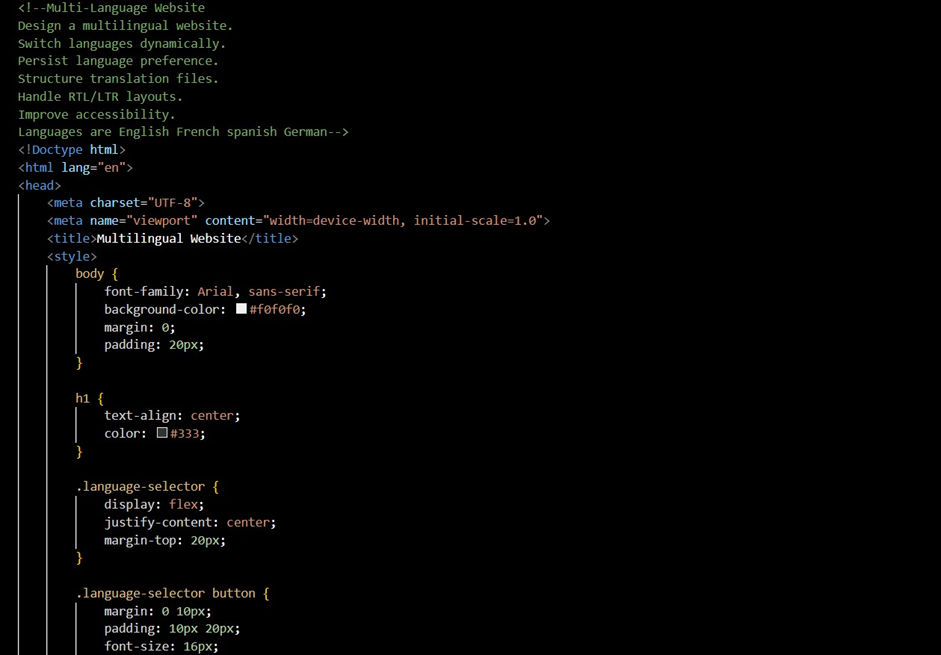 <!--Multi-Language Website
Design a multilingual website.
Switch languages dynamically.
Persist language preference.
Structure translation files.
Handle RTL/LTR layouts.
Improve accessibility.
Languages are English French spanish German-->
<!Doctype html>
<html lang="en">
<head>
    <meta charset="UTF-8">
    <meta name="viewport" content="width=device-width, initial-scale=1.0">
    <title>Multilingual Website</title>
    <style>
        body {
            font-family: Arial, sans-serif;
            background-color: #f0f0f0;
            margin: 0;
            padding: 20px;
        }
        h1 {
            text-align: center;
            color: #333;
        }
        .language-selector {
            display: flex;
            justify-content: center;
            margin-top: 20px;
        }
        .language-selector button {
            margin: 0 10px;
            padding: 10px 20px;
            font-size: 16px;